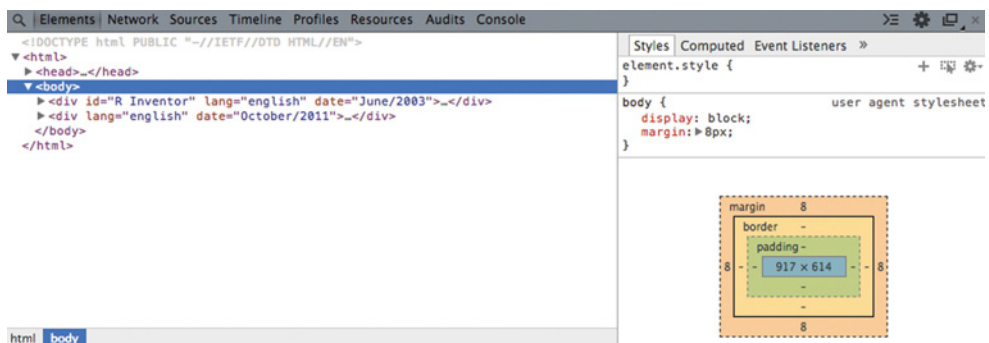 Elements Network Sources Timeline Profiles Resources Audits Console
<!DOCTYPE html PUBLIC "-//IETF//DTD HTML//EN">
▼<html>
▶<head>…</head>
▼<body>
▶<div id="R Inventor" lang="english" date="June/2003">…</div>
▶<div lang="english" date="October/2011">…</div>
</body>
</html>
html body
Styles Computed Event Listeners »
element.style {
}
body { user agent stylesheet
display: block;
margin:▶8px;
}
margin 8
border -
padding -
8 - - 917 × 614 - - 8
-
-
8